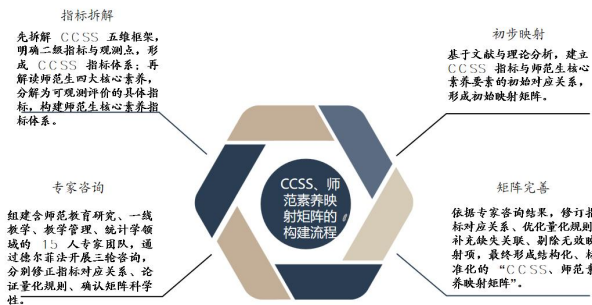 指标拆解
先拆解 CCSS 五维框架,
明确二级指标与观测点, 形
成 CCSS 指标体系; 再
解读师范生四大核心素养,
分解为可观测评价的具体指
标, 构建师范生核心素养指
标体系。
初步映射
基于文献与理论分析, 建立
CCSS 指标与师范生核心
素养要素的初始对应关系,
形成初始映射矩阵。
CCSS、师
范素养映
射矩阵的
构建流程
专家咨询
组建含师范教育研究、一线
教学、教学管理、统计学领
域的 15 人专家团队, 通
过德尔菲法开展三轮咨询,
分别修正指标对应关系、论
证量化规则、确认矩阵科学
性。
矩阵完善
依据专家咨询结果, 修订指
标对应关系、优化量化规则
补充缺失关联、剔除无效映
射项, 最终形成结构化、标
准化的 “CCSS、师范素
养映射矩阵”。